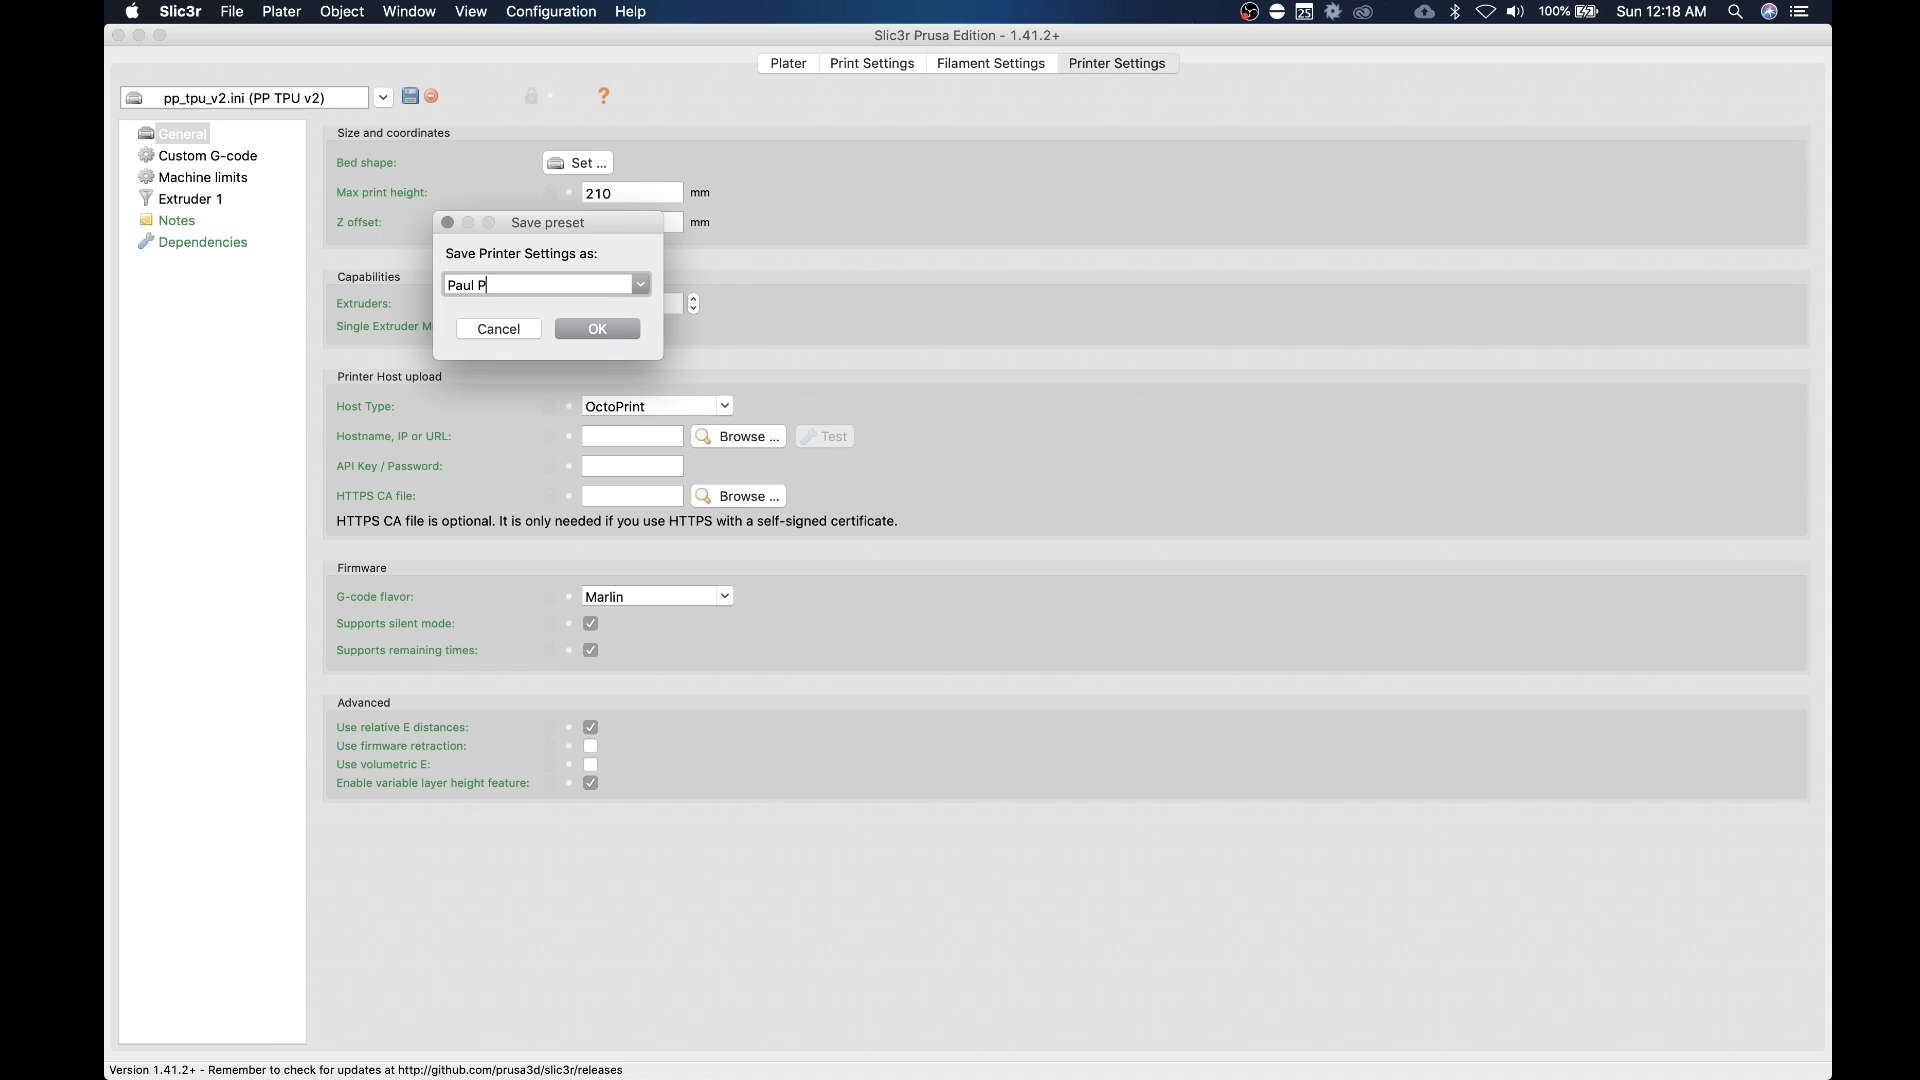 Slic3r File Plater Object Window View Configuration Help 25 100% Sun 12:18 AM
Slic3r Prusa Edition - 1.41.2+
Plater Print Settings Filament Settings Printer Settings
pp_tpu_v2.ini (PP TPU v2) ?
General
Custom G-code
Machine limits
Extruder 1
Notes
Dependencies
Size and coordinates
Bed shape: Set ...
Max print height: 210 mm
Z offset: mm
Save preset
Save Printer Settings as:
Paul P
Cancel OK
Capabilities
Extruders:
Single Extruder M
Printer Host upload
Host Type: OctoPrint
Hostname, IP or URL: Browse ... Test
API Key / Password:
HTTPS CA file: Browse ...
HTTPS CA file is optional. It is only needed if you use HTTPS with a self-signed certificate.
Firmware
G-code flavor: Marlin
Supports silent mode:
Supports remaining times:
Advanced
Use relative E distances:
Use firmware retraction:
Use volumetric E:
Enable variable layer height feature:
Version 1.41.2+ - Remember to check for updates at http://github.com/prusa3d/slic3r/releases